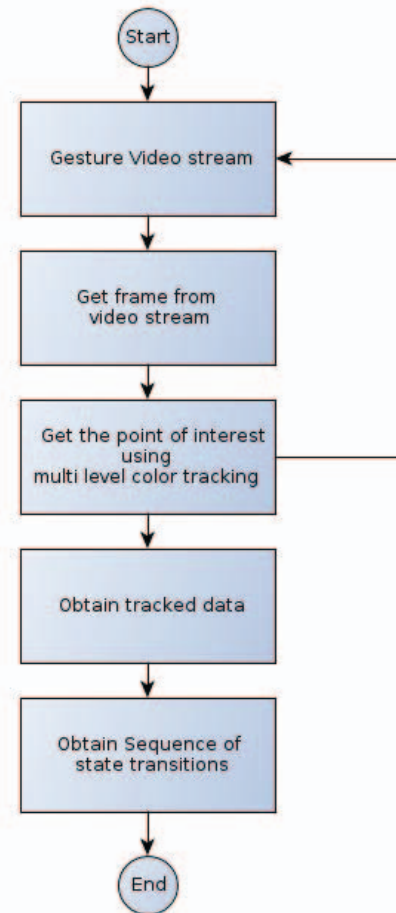 Start
Gesture Video stream
Get frame from
video stream
Get the point of interest
using
multi level color tracking
Obtain tracked data
Obtain Sequence of
state transitions
End